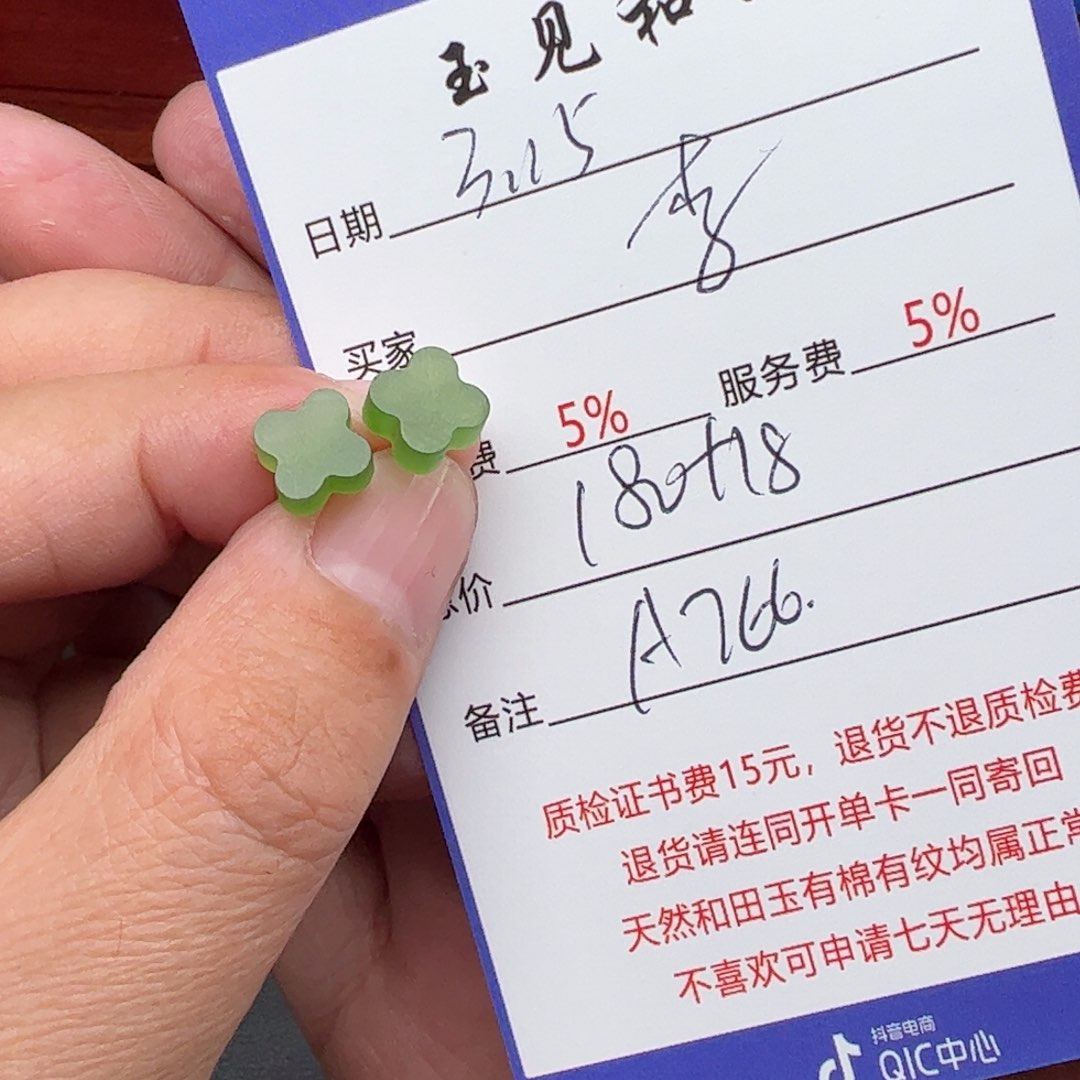 玉见和
日期 3.15
买家 李
费 5% 服务费 5%
价 180+18
备注 A766.
质检证书费15元，退货不退质检费
退货请连同开单卡一同寄回
天然和田玉有棉有纹均属正常
不喜欢可申请七天无理由
抖音电商
QIC中心